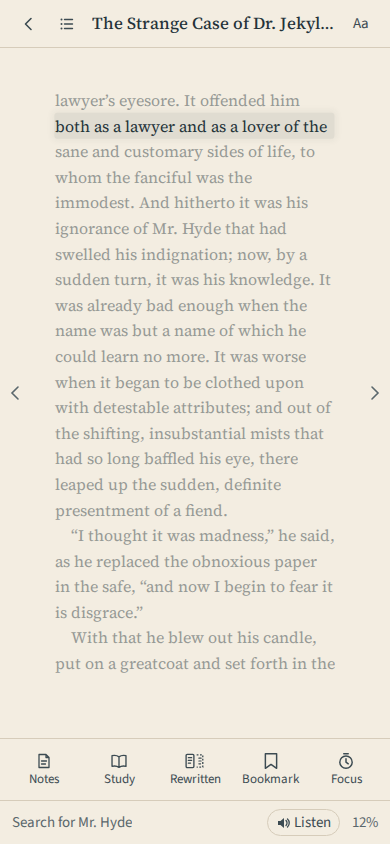 The Strange Case of Dr. Jekyl...
Aa
lawyer’s eyesore. It offended him
both as a lawyer and as a lover of the
sane and customary sides of life, to
whom the fanciful was the
immodest. And hitherto it was his
ignorance of Mr. Hyde that had
swelled his indignation; now, by a
sudden turn, it was his knowledge. It
was already bad enough when the
name was but a name of which he
could learn no more. It was worse
when it began to be clothed upon
with detestable attributes; and out of
the shifting, insubstantial mists that
had so long baffled his eye, there
leaped up the sudden, definite
presentment of a fiend.
“I thought it was madness,” he said,
as he replaced the obnoxious paper
in the safe, “and now I begin to fear it
is disgrace.”
With that he blew out his candle,
put on a greatcoat and set forth in the
Notes
Study
Rewritten
Bookmark
Focus
Search for Mr. Hyde
Listen
12%